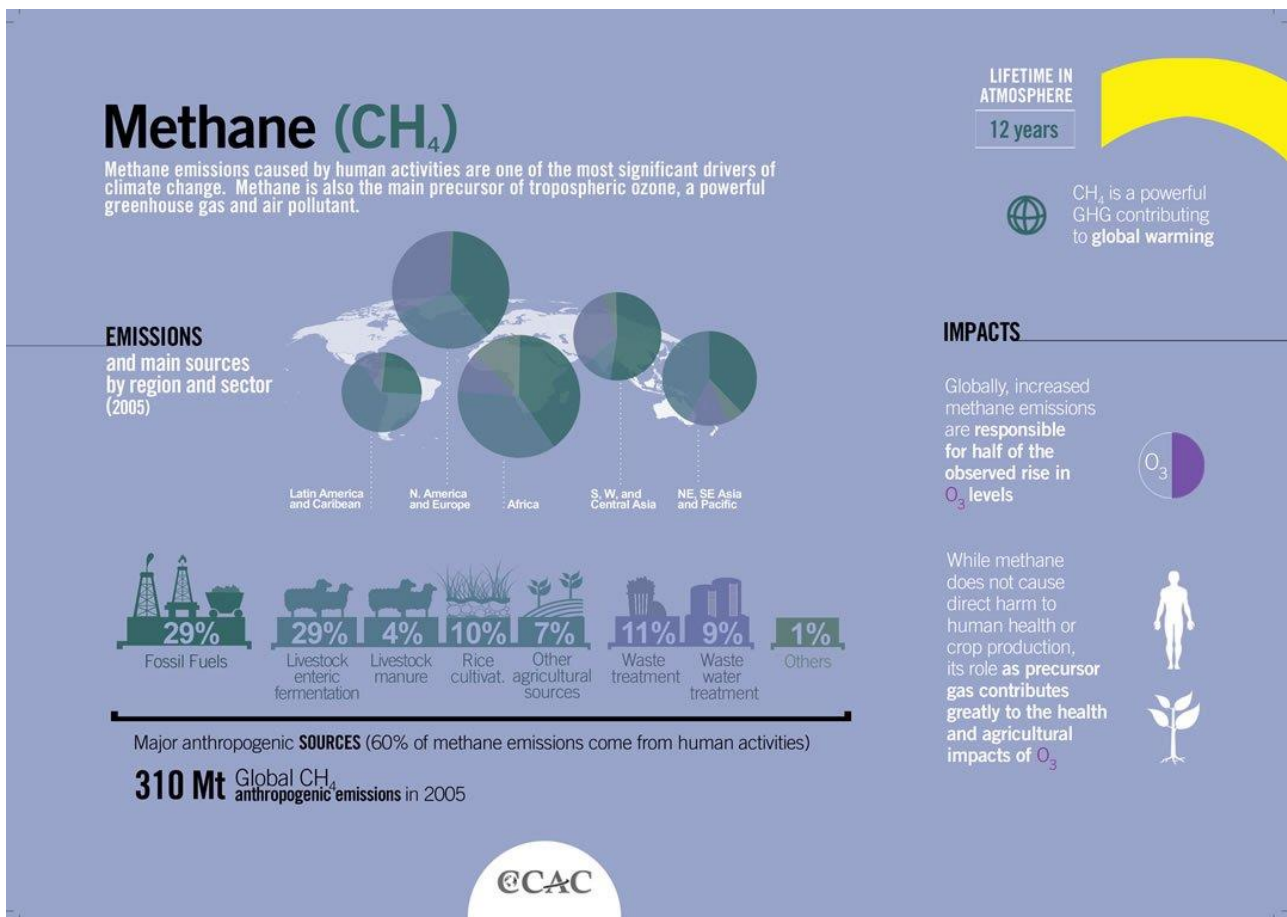 Methane (CH4)
Methane emissions caused by human activities are one of the most significant drivers of
climate change. Methane is also the main precursor of tropospheric ozone, a powerful
greenhouse gas and air pollutant.
LIFETIME IN
ATMOSPHERE
12 years
CH4 is a powerful
GHG contributing
to global warming
EMISSIONS
and main sources
by region and sector
(2005)
Latin America
and Caribean
N. America
and Europe
Africa
S, W, and
Central Asia
NE, SE Asia
and Pacific
29%
Fossil Fuels
29%
Livestock
enteric
fermentation
4%
Livestock
manure
10%
Rice
cultivat.
7%
Other
agricultural
sources
11%
Waste
treatment
9%
Waste
water
treatment
1%
Others
Major anthropogenic SOURCES (60% of methane emissions come from human activities)
310 Mt Global CH4
anthropogenic emissions in 2005
IMPACTS
Globally, increased
methane emissions
are responsible
for half of the
observed rise in
O3 levels
O3
While methane
does not cause
direct harm to
human health or
crop production,
its role as precursor
gas contributes
greatly to the health
and agricultural
impacts of O3
CCAC